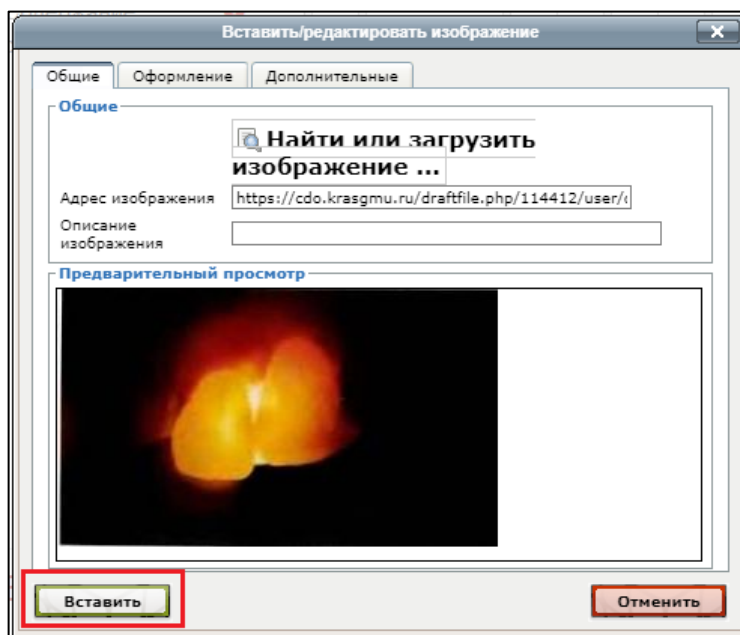 Вставить/редактировать изображение
Общие Оформление Дополнительные
Общие
Найти или загрузить
изображение ...
Адрес изображения https://cdo.krasgmu.ru/draftfile.php/114412/user/
Описание
изображения
Предварительный просмотр
Вставить Отменить